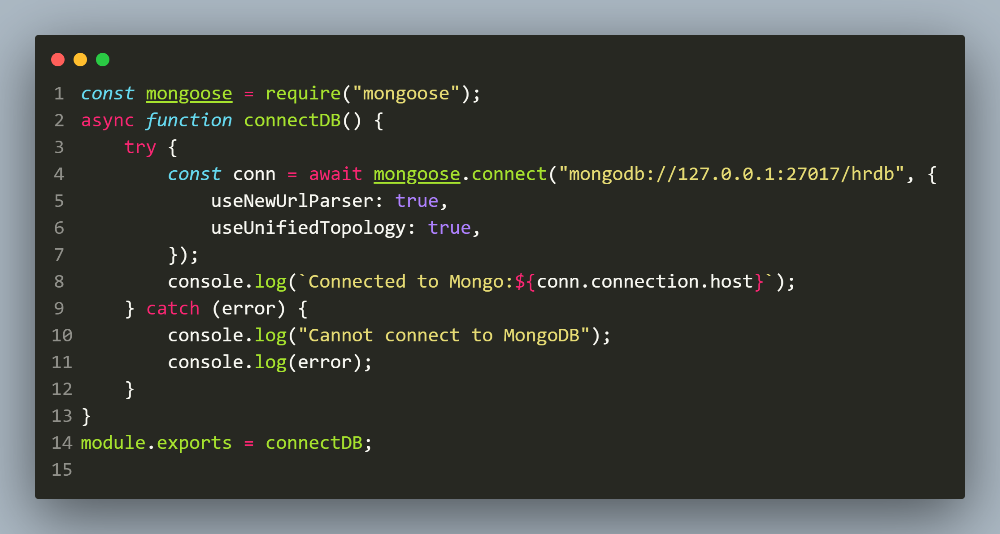 1 const mongoose = require("mongoose");
2 async function connectDB() {
3     try {
4         const conn = await mongoose.connect("mongodb://127.0.0.1:27017/hrdb", {
5             useNewUrlParser: true,
6             useUnifiedTopology: true,
7         });
8         console.log(`Connected to Mongo:${conn.connection.host}`);
9     } catch (error) {
10         console.log("Cannot connect to MongoDB");
11         console.log(error);
12     }
13 }
14 module.exports = connectDB;
15